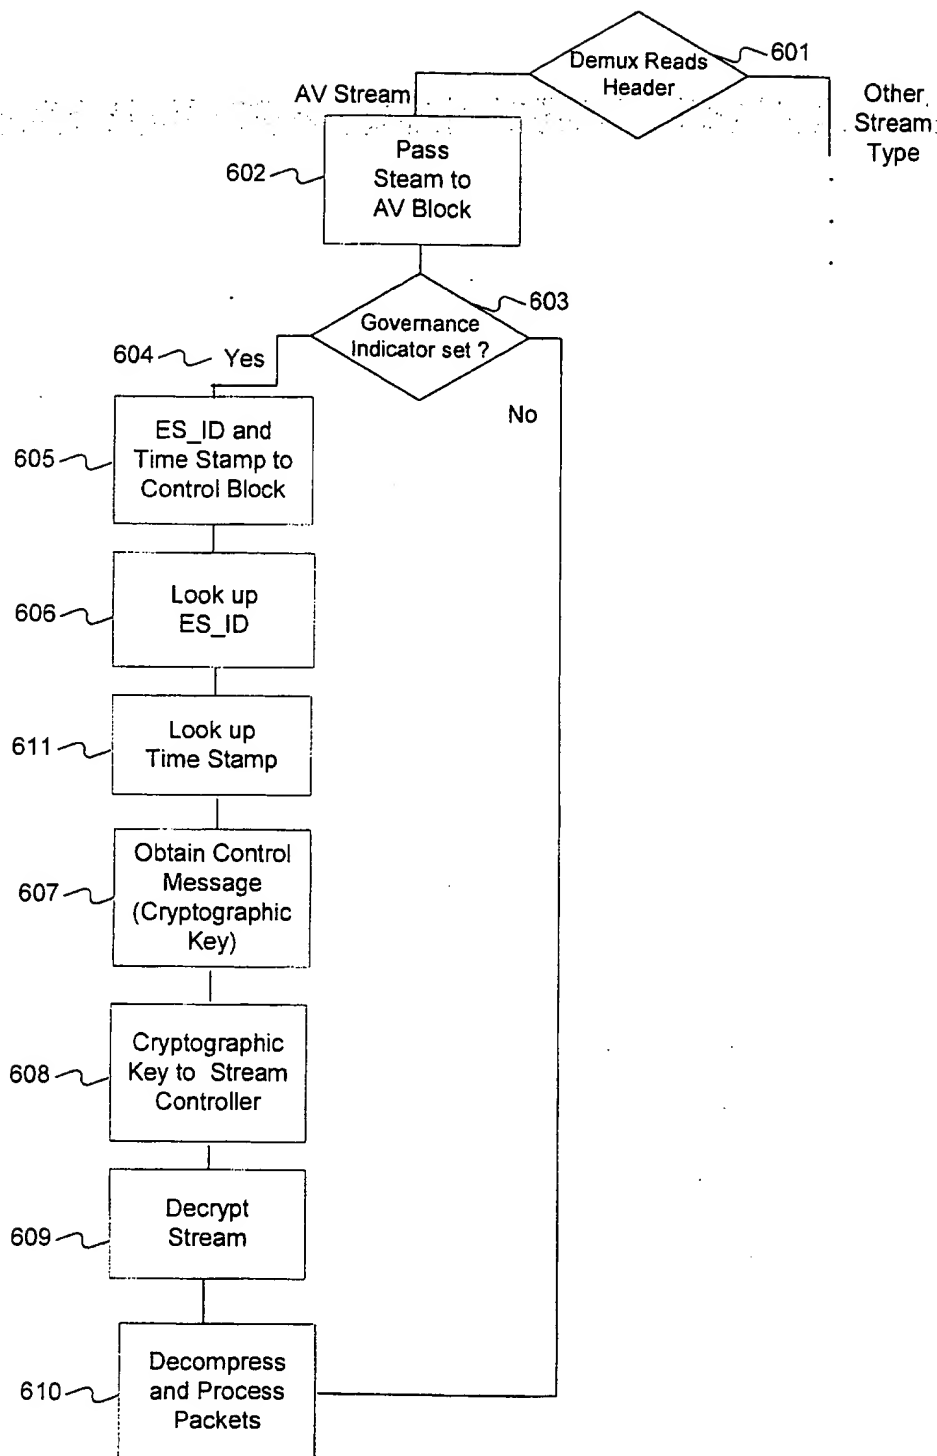 Demux Reads
Header
601
AV Stream
Other
Stream
Type
Pass
Steam to
AV Block
602
603
Governance
Indicator set ?
604
Yes
No
ES_ID and
Time Stamp to
Control Block
605
Look up
ES_ID
606
Look up
Time Stamp
611
Obtain Control
Message
(Cryptographic
Key)
607
Cryptographic
Key to Stream
Controller
608
Decrypt
Stream
609
Decompress
and Process
Packets
610